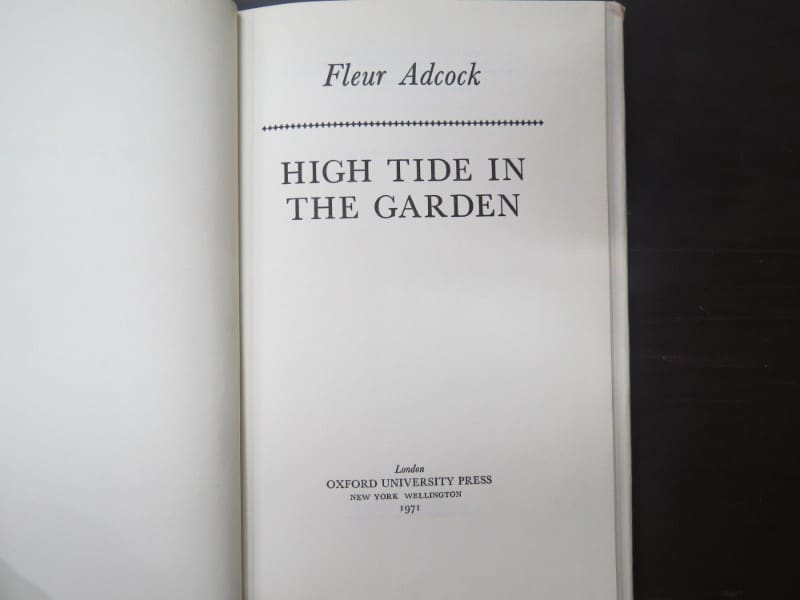 Fleur Adcock
HIGH TIDE IN
THE GARDEN
London
OXFORD UNIVERSITY PRESS
NEW YORK WELLINGTON
1971